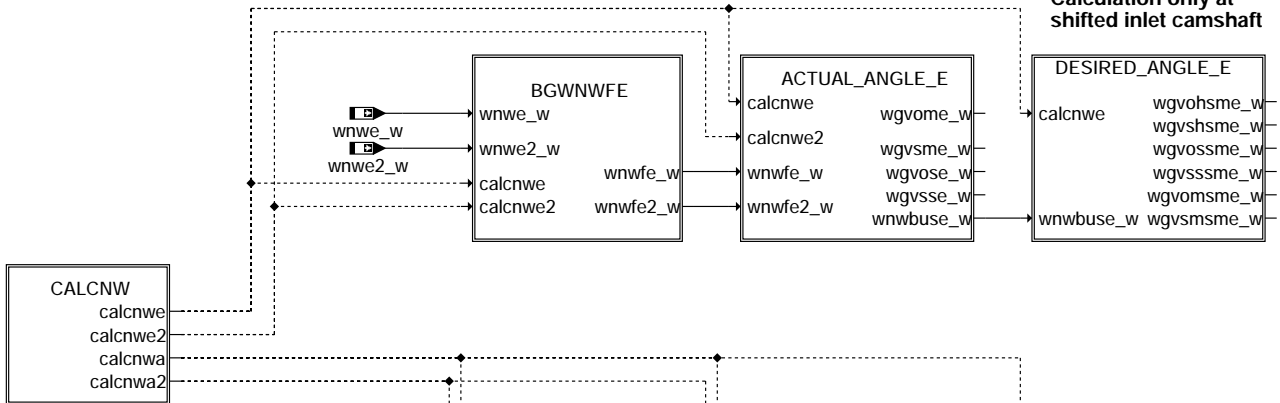 Calculation only at
shifted inlet camshaft
BGWNWFE
wnwe_w
wnwe2_w
calcnwe
calcnwe2
wnwfe_w
wnwfe2_w
wnwe_w
wnwe2_w
ACTUAL_ANGLE_E
calcnwe
calcnwe2
wnwfe_w
wnwfe2_w
wgvome_w
wgvsme_w
wgvose_w
wgvsse_w
wnwbuse_w
DESIRED_ANGLE_E
calcnwe
wnwbuse_w
wgvohsme_w
wgvshsme_w
wgvossme_w
wgvsssme_w
wgvomsme_w
wgvsmsme_w
CALCNW
calcnwe
calcnwe2
calcnwa
calcnwa2